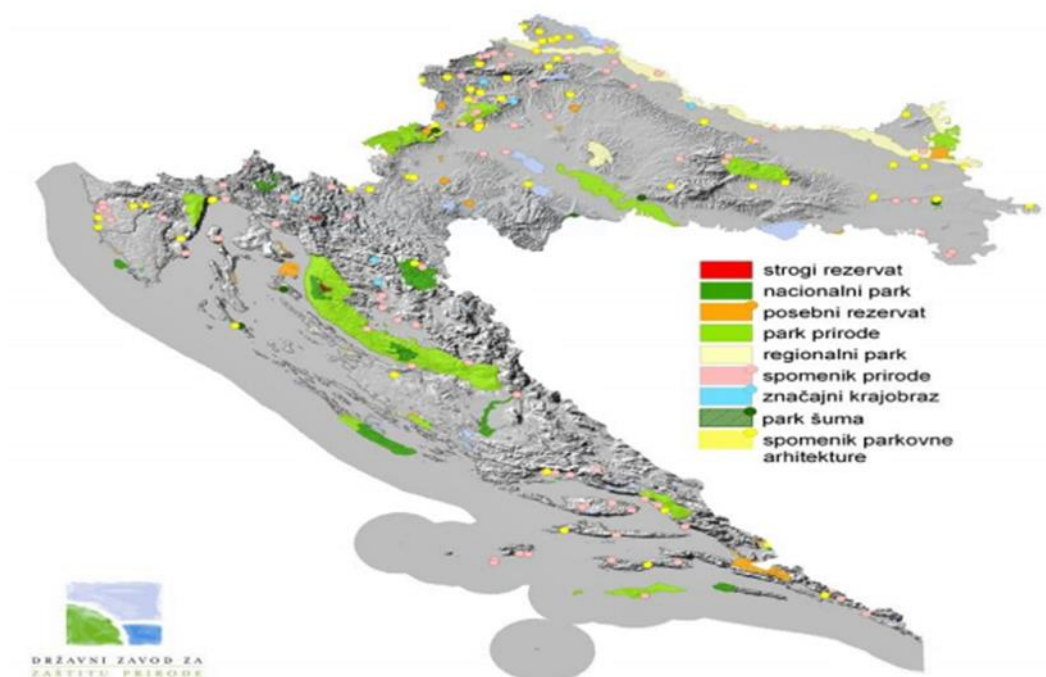 strogi rezervat
nacionalni park
posebni rezervat
park prirode
regionalni park
spomenik prirode
značajni krajobraz
park šuma
spomenik parkovne
arhitekture
DRŽAVNI ZAVOD ZA
ZAŠTITU PRIRODE